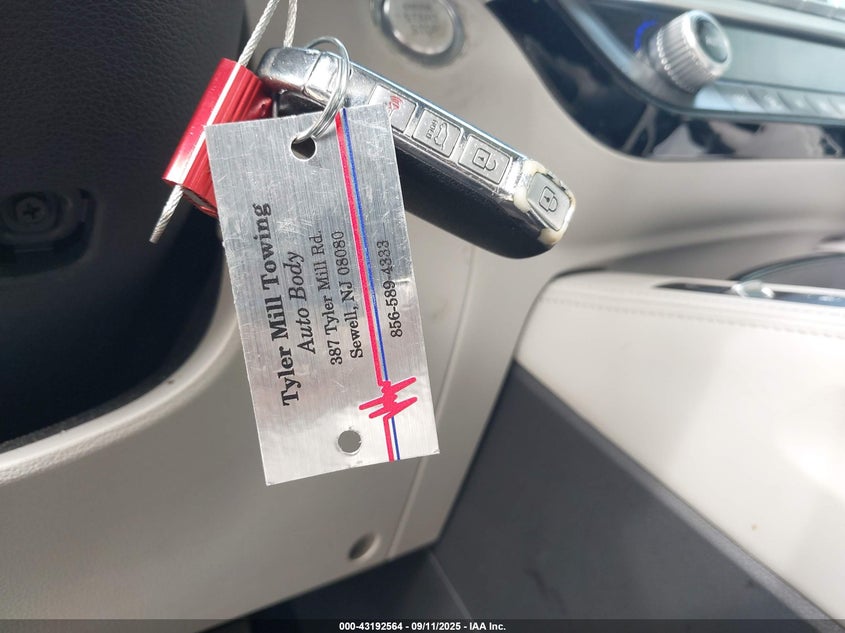 Tyler Mill Towing
Auto Body
387 Tyler Mill Rd.
Sewell, NJ 08080
856-589-4333
HOLD
000-43192564 - 09/11/2025 - IAA Inc.